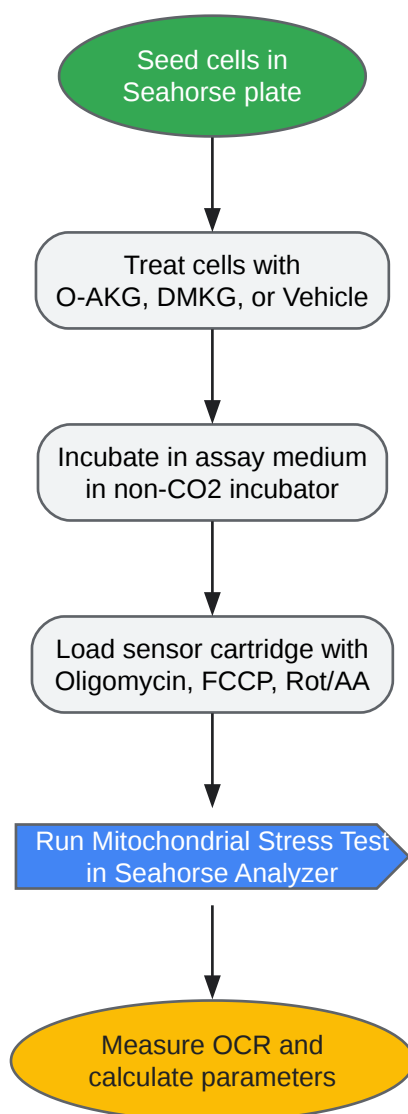 Seed cells in
Seahorse plate
Treat cells with
O-AKG, DMKG, or Vehicle
Incubate in assay medium
in non-CO2 incubator
Load sensor cartridge with
Oligomycin, FCCP, Rot/AA
Run Mitochondrial Stress Test
in Seahorse Analyzer
Measure OCR and
calculate parameters